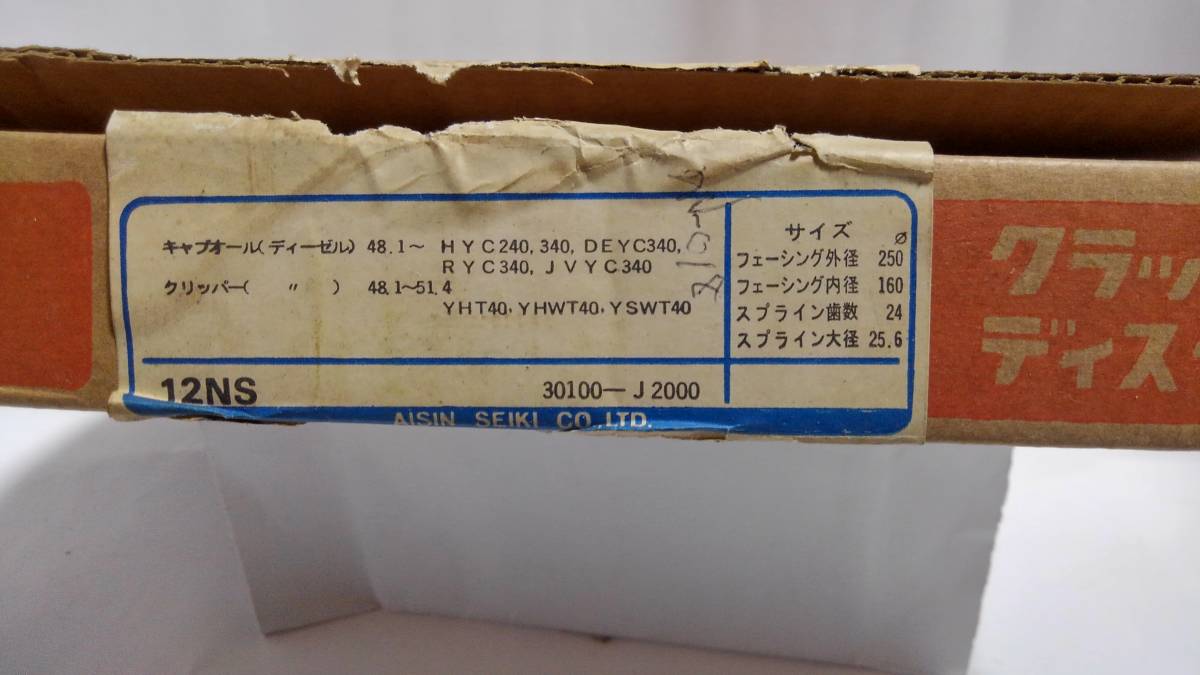 キャブオール(ディーゼル) 48.1〜 HYC240, 340, DEYC340,
RYC340, JVYC340
クリッパー( 〃 ) 48.1〜51.4
YHT40, YHWT40, YSWT40
サイズ ø
フェーシング外径 250
フェーシング内径 160
スプライン歯数 24
スプライン大径 25.6
12NS 30100—J2000
AISIN SEIKI CO.,LTD.
クラッ
ディス